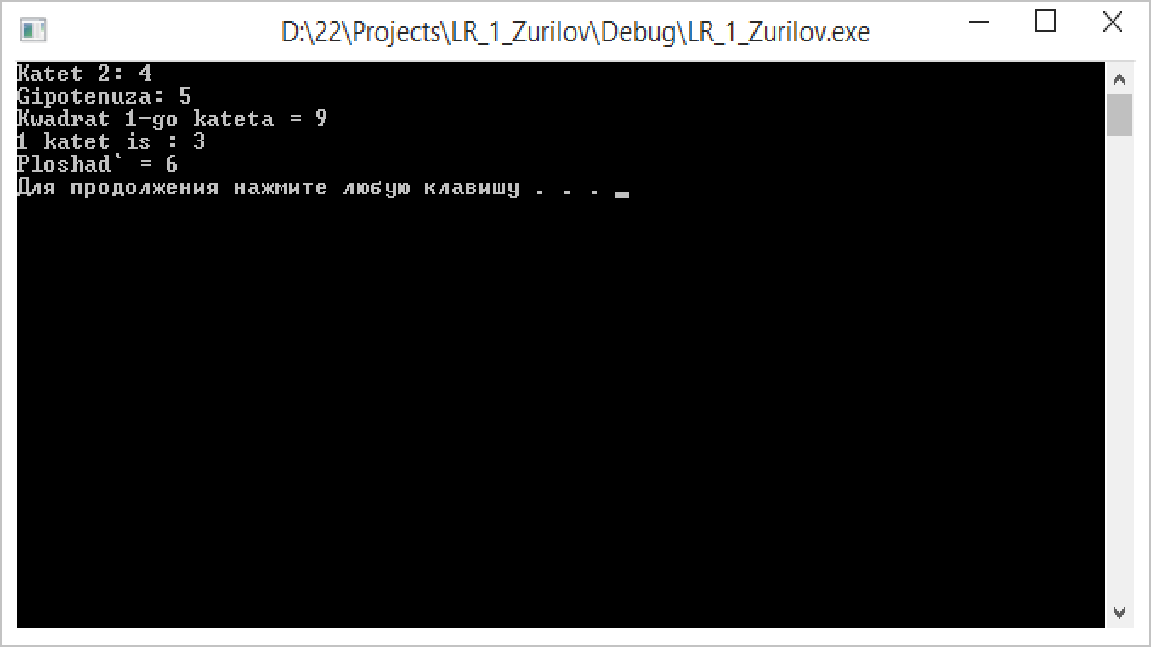 D:\22\Projects\LR_1_Zurilov\Debug\LR_1_Zurilov.exe
Katet 2: 4
Gipotenuza: 5
Kwadrat 1-go kateta = 9
1 katet is : 3
Ploshad` = 6
Для продолжения нажмите любую клавишу . . . _